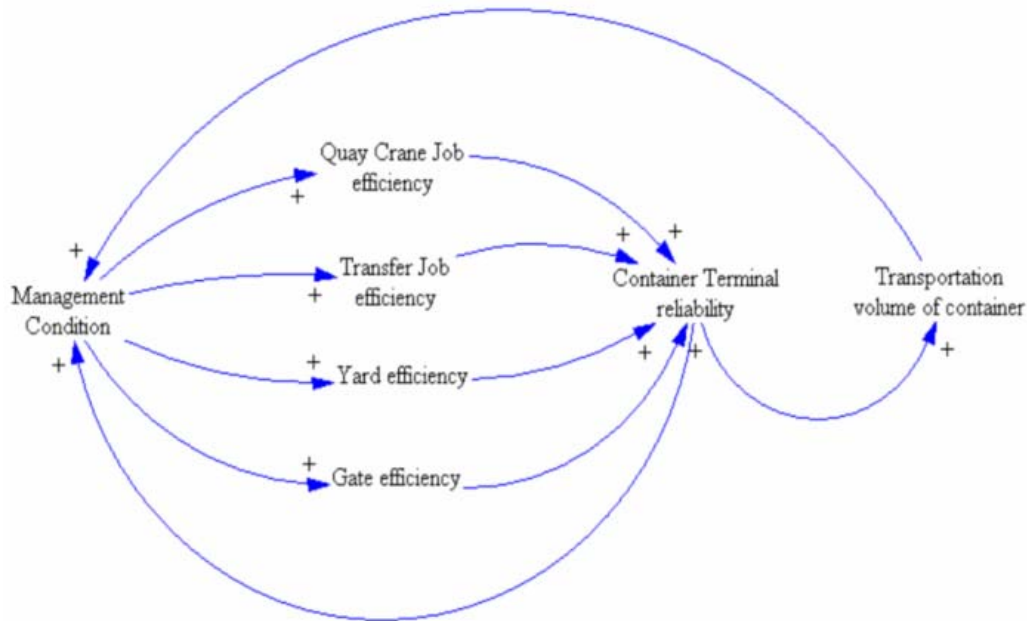 Quay Crane Job
efficiency
+
+
+
+
Transfer Job
efficiency
+
Container Terminal
reliability
Transportation
volume of container
Management
Condition
+
+
+
+
+
+
Yard efficiency
+
Gate efficiency